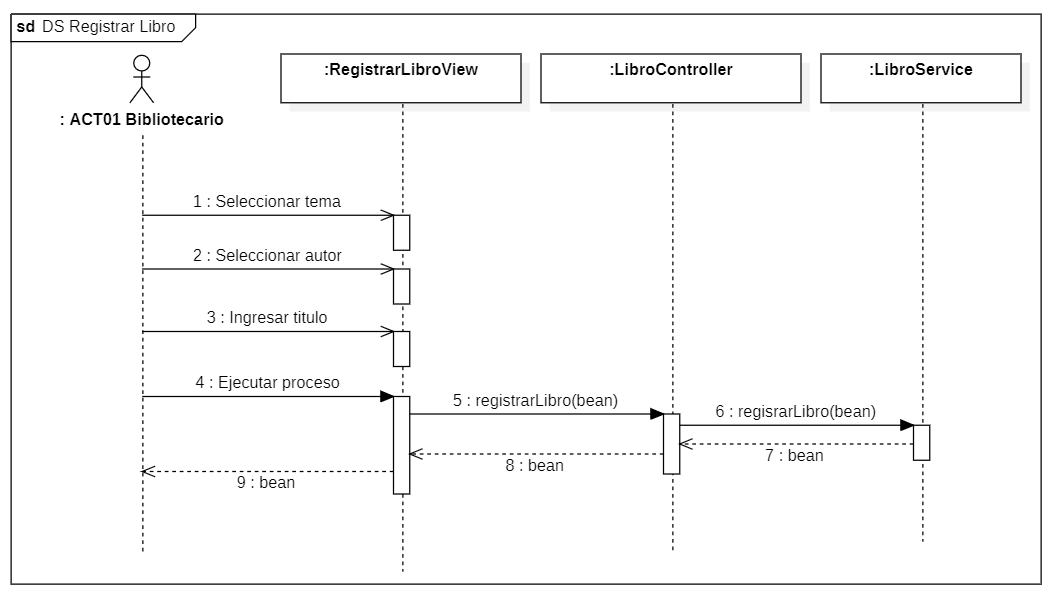 sd DS Registrar Libro
:RegistrarLibroView
:LibroController
:LibroService
: ACT01 Bibliotecario
1 : Seleccionar tema
2 : Seleccionar autor
3 : Ingresar titulo
4 : Ejecutar proceso
5 : registrarLibro(bean)
6 : regisrarLibro(bean)
7 : bean
8 : bean
9 : bean